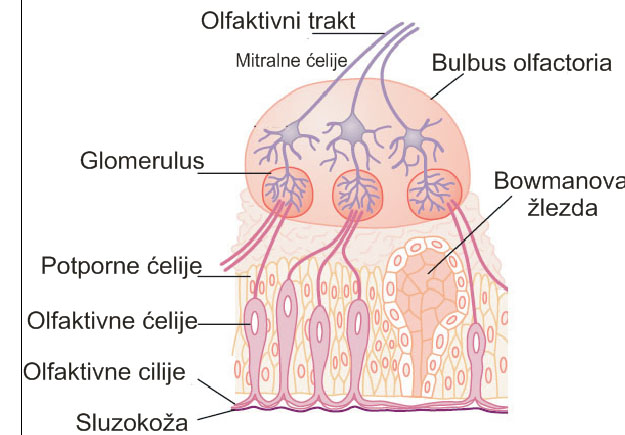 Olfaktivni trakt
Mitralne ćelije
Bulbus olfactoria
Glomerulus
Bowmanova
žlezda
Potporne ćelije
Olfaktivne ćelije
Olfaktivne cilije
Sluzokoža